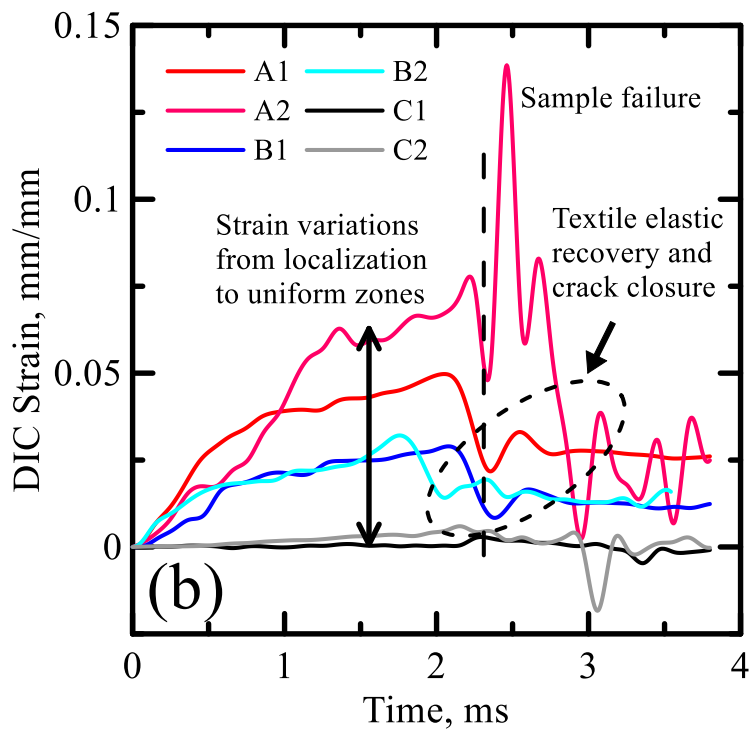 0.15
A1
B2
A2
C1
B1
C2
Sample failure
0.1
Strain variations
from localization
to uniform zones
Textile elastic
recovery and
crack closure
DIC Strain, mm/mm
0.05
0
(b)
0
1
2
3
4
Time, ms